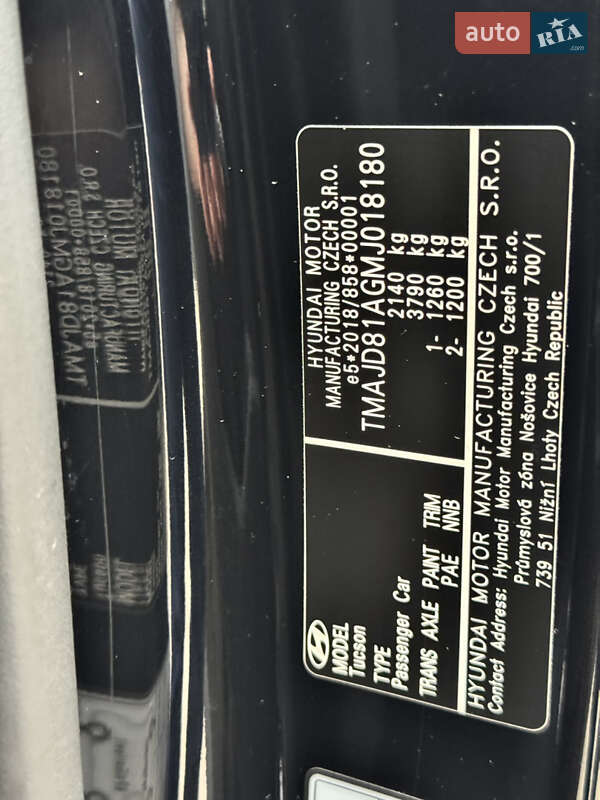 auto RIA.com
HYUNDAI MOTOR
MANUFACTURING CZECH S.R.O.
e5*2018/858*00001
TMAJD81AGMJ018180
2140 kg
3790 kg
1- 1260 kg
2- 1200 kg
MODEL
Tucson
TYPE
Passenger Car
TRANS AXLE PAINT TRIM
PAE NNB
HYUNDAI MOTOR MANUFACTURING CZECH S.R.O.
Contact Address: Hyundai Motor Manufacturing Czech s.r.o.
Průmyslová zóna Nošovice Hyundai 700/1
739 51 Nižní Lhoty Czech Republic